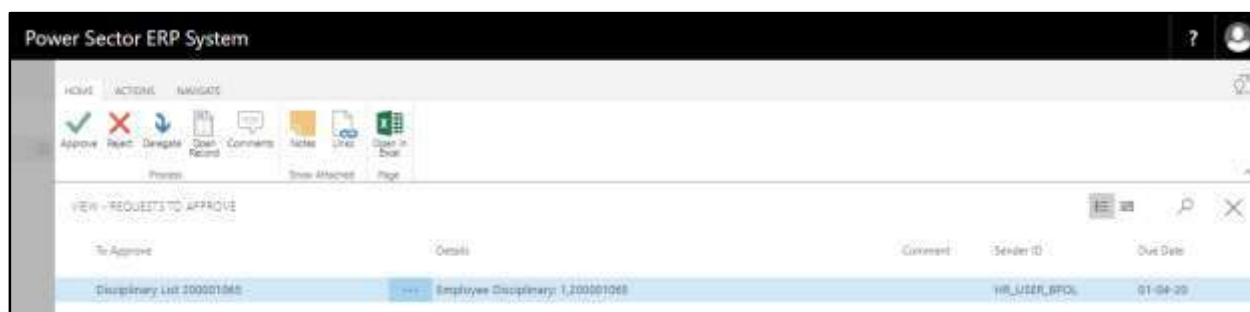 Power Sector ERP System ?
HOME ACTIONS NAVIGATE
Approve Reject Delegate Open Record Comments Notes Links Open in Excel
Process Show Attached Page
VIEW - REQUESTS TO APPROVE
To Approve Details Comment Sender ID Due Date
Disciplinary List 200001065 ... Employee Disciplinary: 1,200001065 HR_USER_BPOL 01-04-20